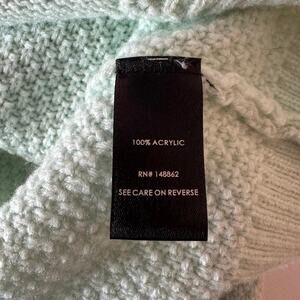 100% ACRYLIC
RN# 148862
SEE CARE ON REVERSE